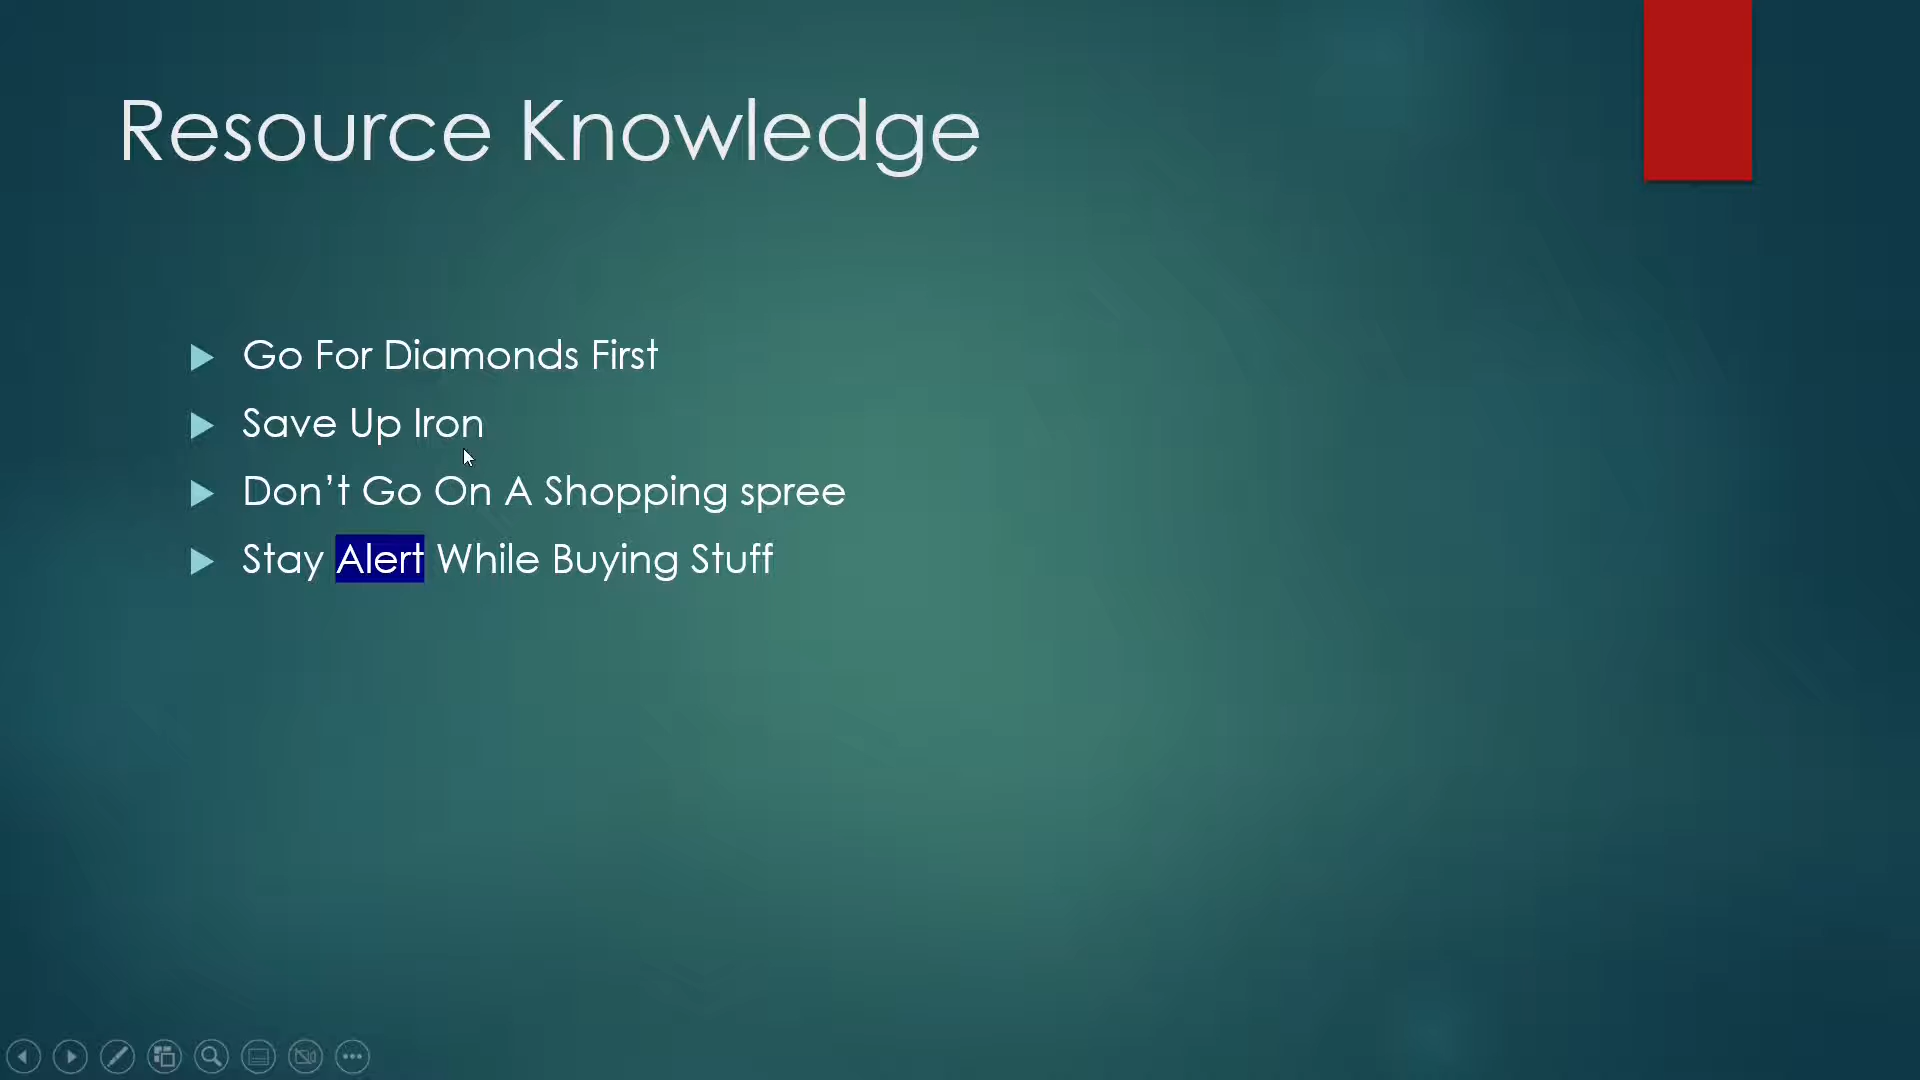 Resource Knowledge
Go For Diamonds First
Save Up Iron
Don’t Go On A Shopping spree
Stay Alert While Buying Stuff